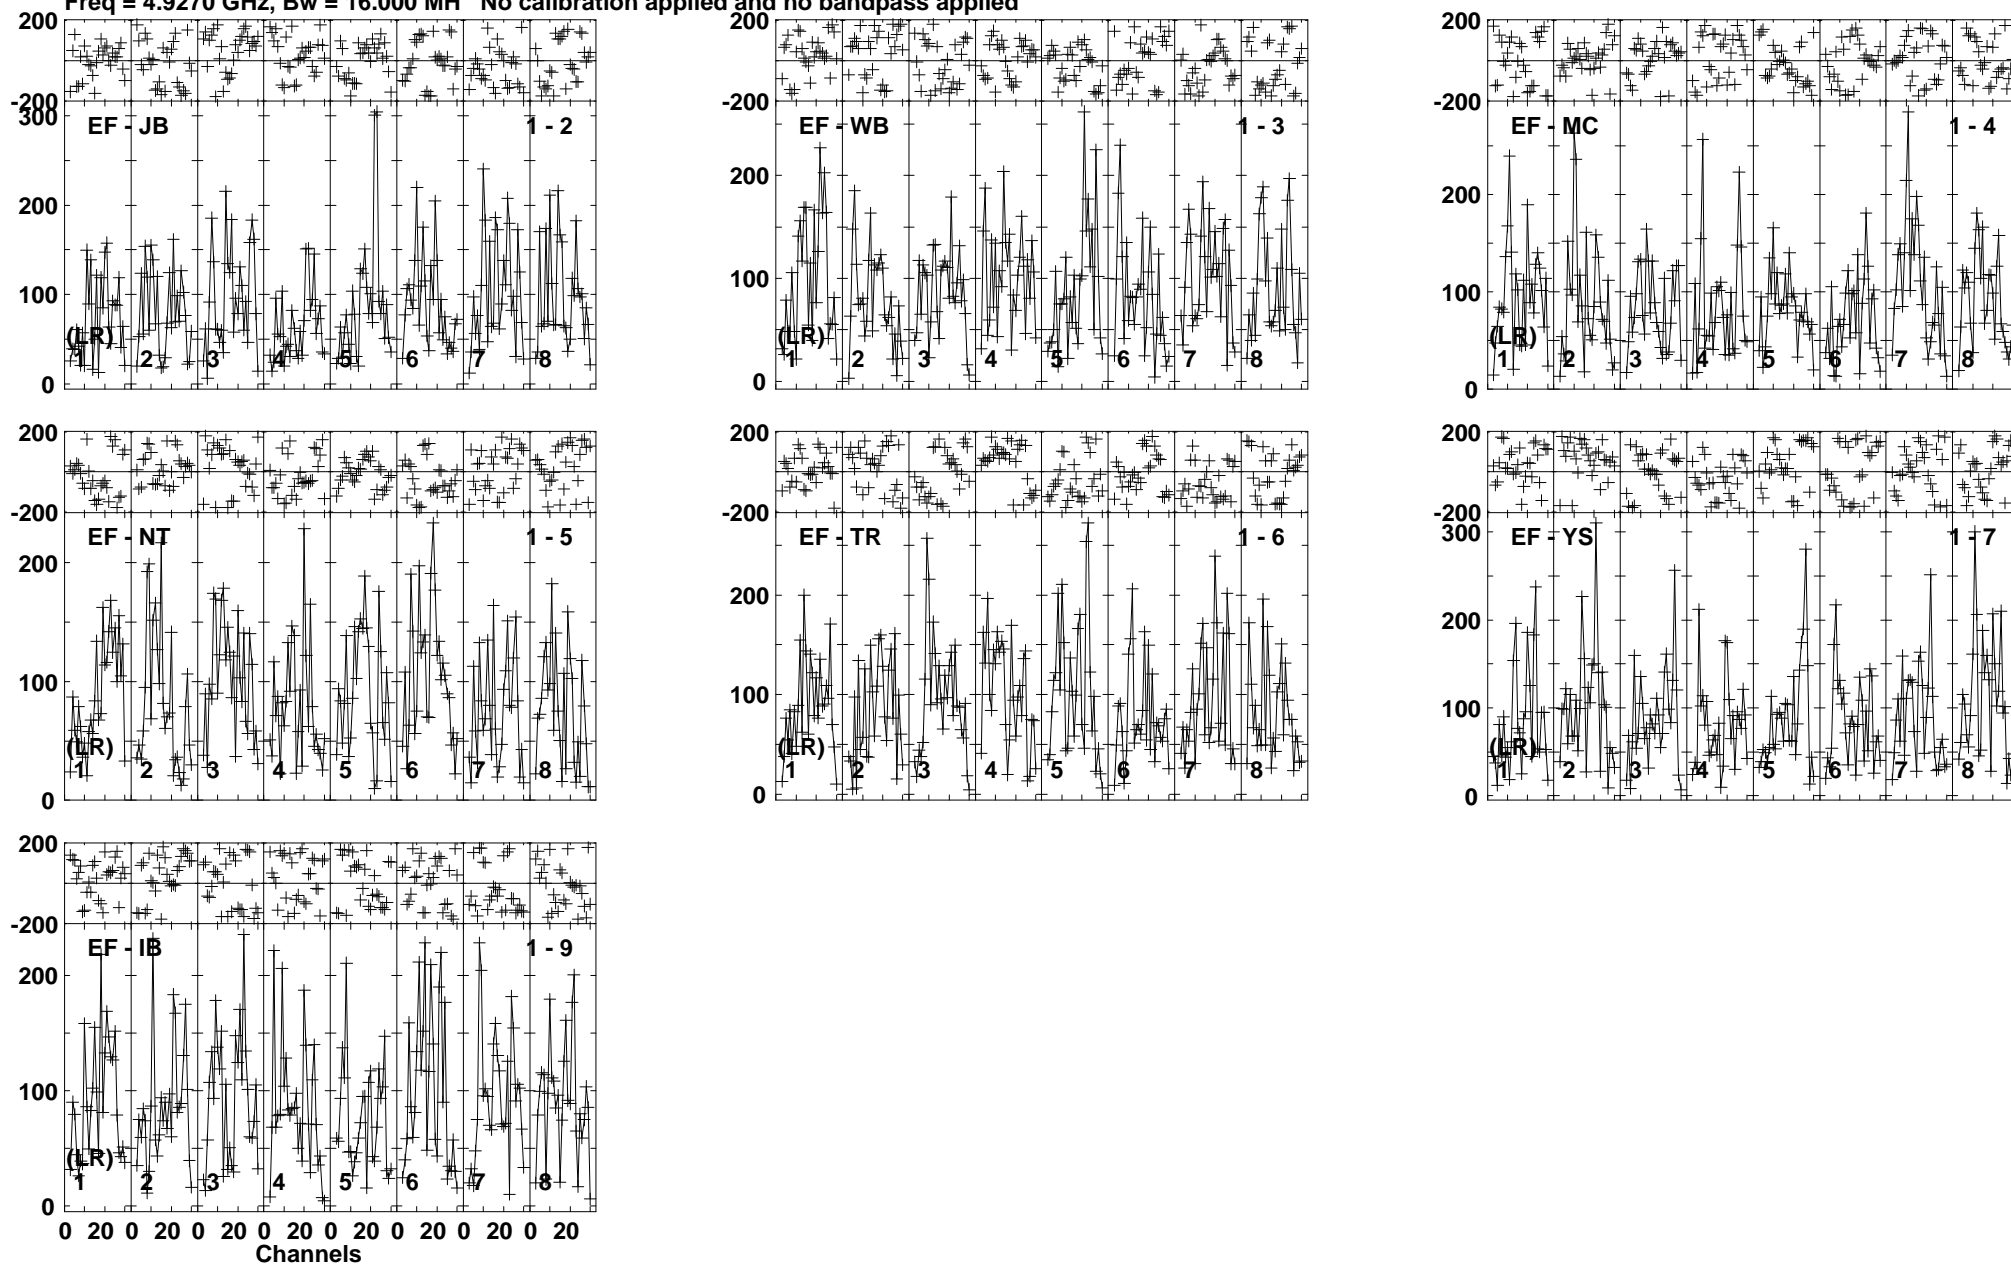 Freq = 4.9270 GHz, Bw = 16.000 MH   No calibration applied and no bandpass applied
200
-200
300
200
100
0
EF - JB
1 - 2
(LR)
1 2 3 4 5 6 7 8
200
-200
200
100
0
EF - WB
1 - 3
(LR)
1 2 3 4 5 6 7 8
200
-200
200
100
0
EF - MC
1 - 4
(LR)
1 2 3 4 5 6 7 8
200
-200
200
100
0
EF - NT
1 - 5
(LR)
1 2 3 4 5 6 7 8
200
-200
200
100
0
EF - TR
1 - 6
(LR)
1 2 3 4 5 6 7 8
200
-200
300
200
100
0
EF - YS
1 - 7
(LR)
1 2 3 4 5 6 7 8
200
-200
200
100
0
EF - IB
1 - 9
(LR)
1 2 3 4 5 6 7 8
0 20 0 20 0 20 0 20 0 20 0 20 0 20 0 20
Channels